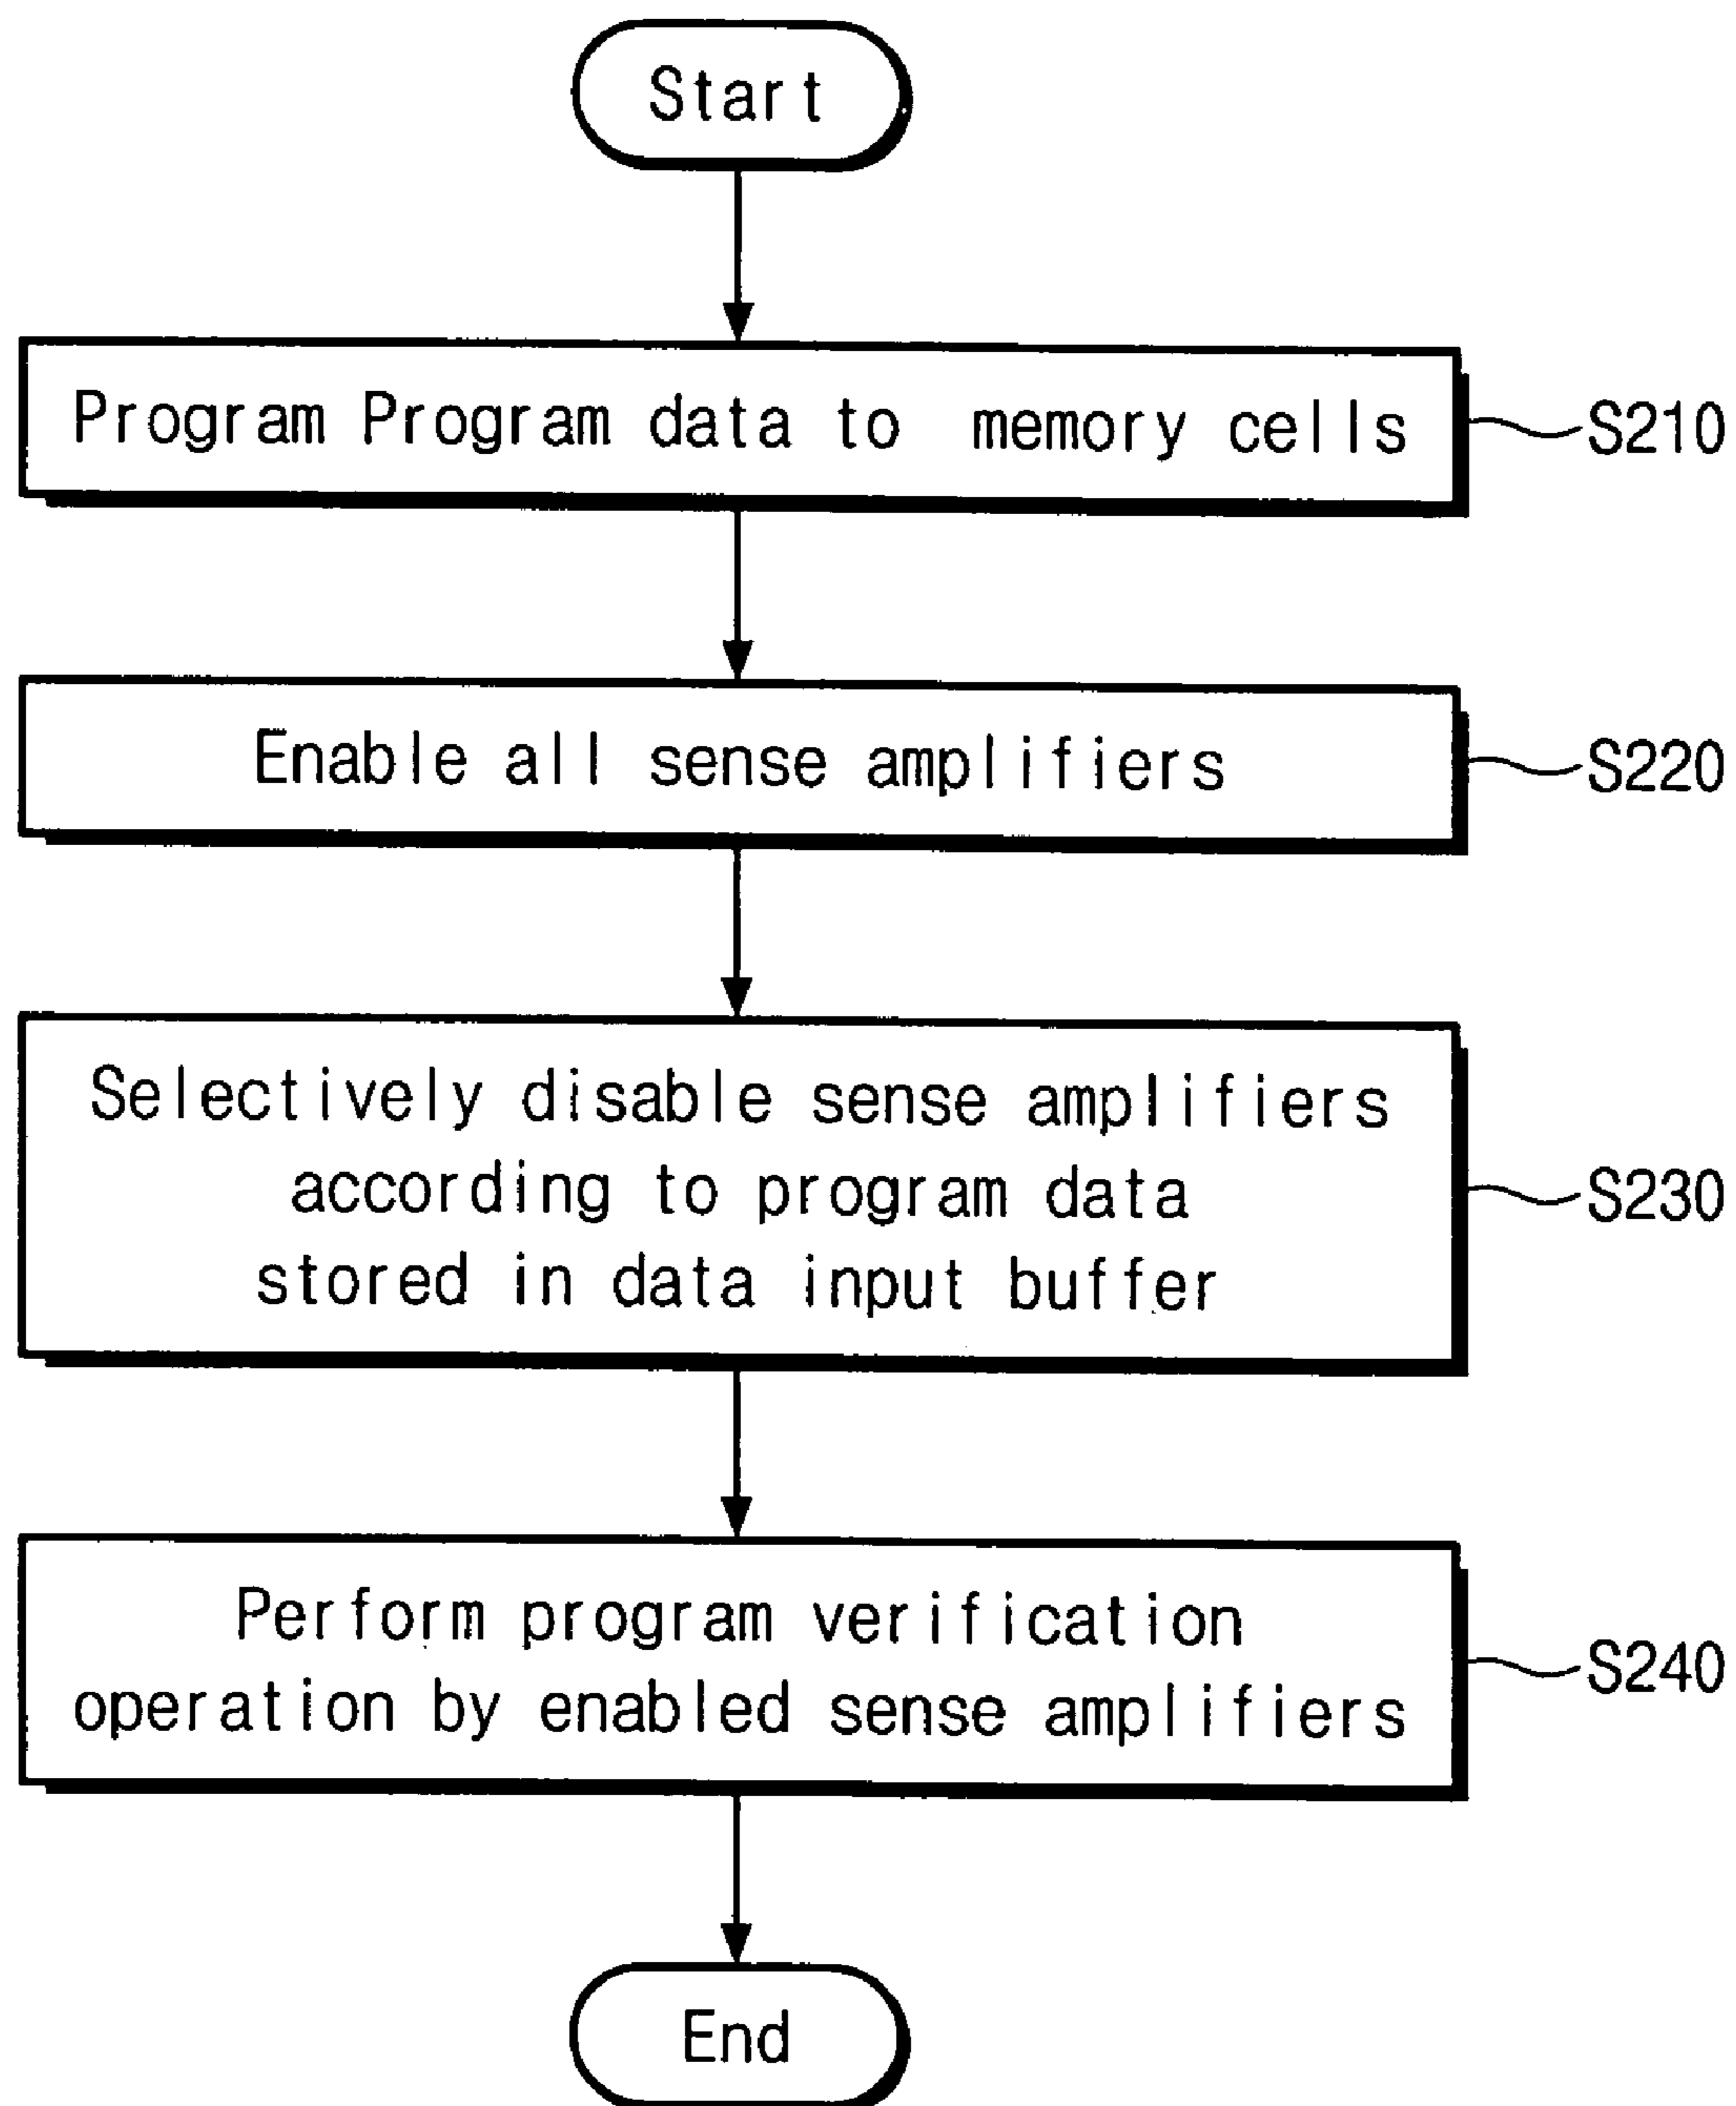 Start
Program Program data to memory cells
S210
Enable all sense amplifiers
S220
Selectively disable sense amplifiers
according to program data
stored in data input buffer
S230
Perform program verification
operation by enabled sense amplifiers
S240
End